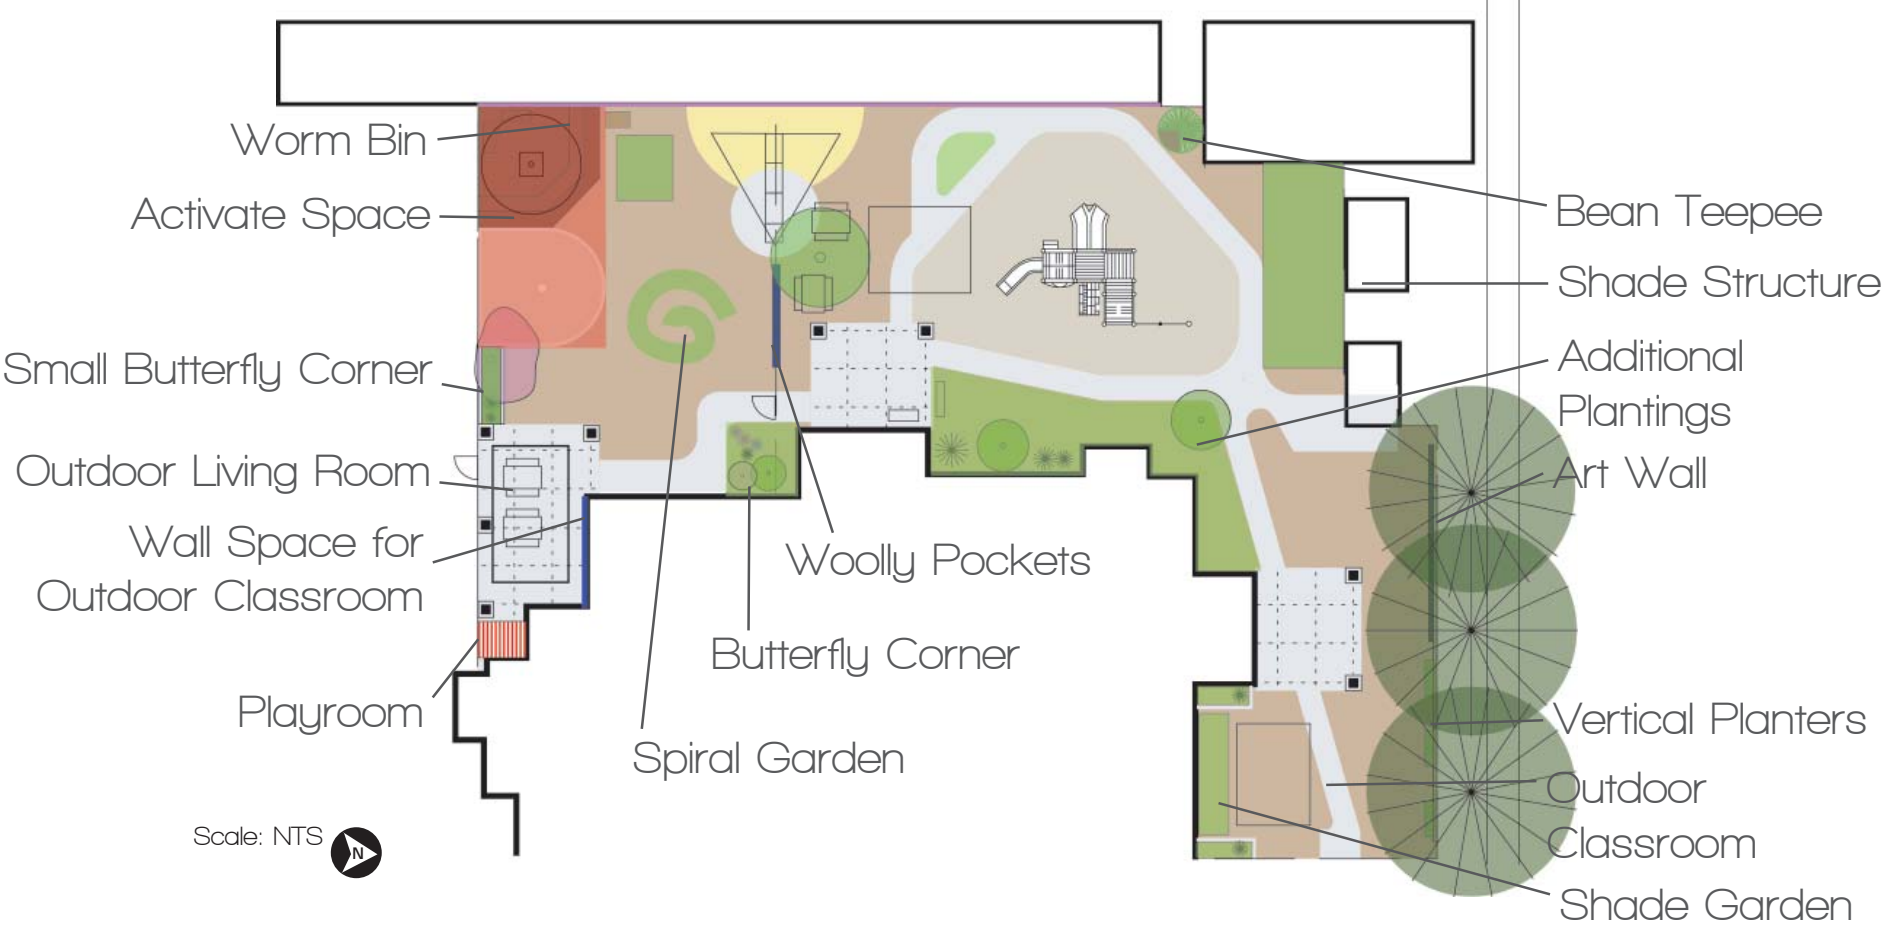 Worm Bin
Activate Space
Small Butterfly Corner
Outdoor Living Room
Wall Space for
Outdoor Classroom
Playroom
Scale: NTS
N
Woolly Pockets
Butterfly Corner
Spiral Garden
Bean Teepee
Shade Structure
Additional
Plantings
Art Wall
Vertical Planters
Outdoor
Classroom
Shade Garden